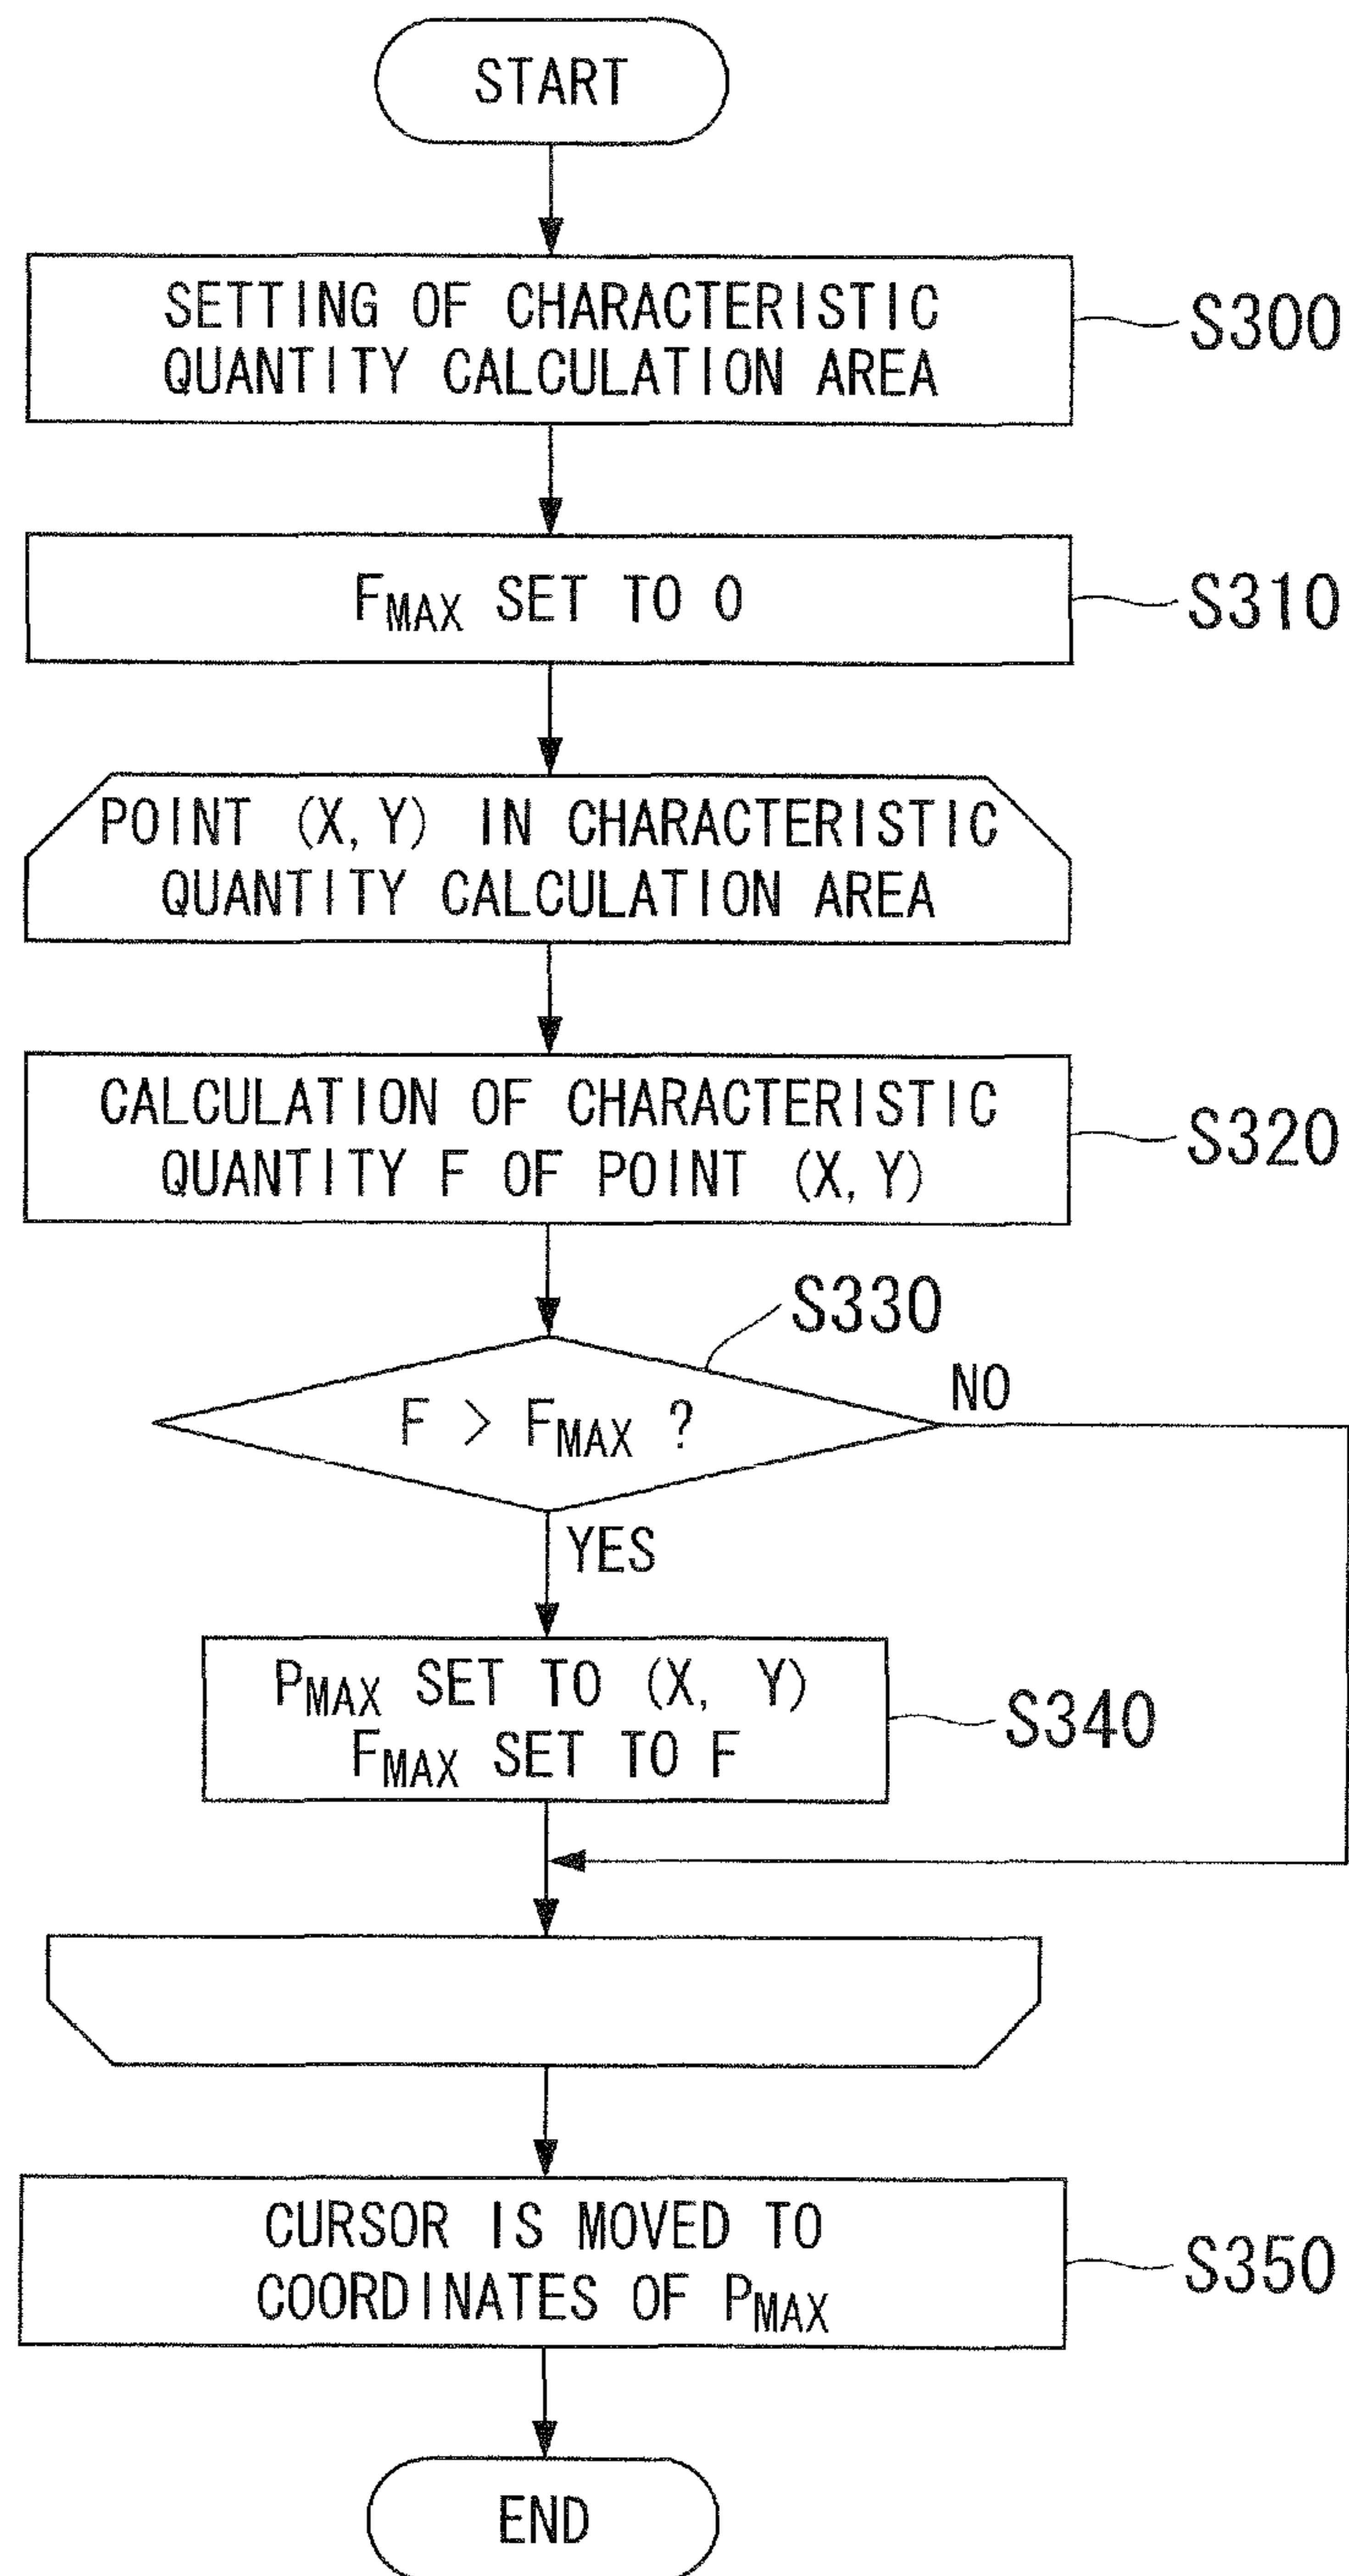 START
SETTING OF CHARACTERISTIC
QUANTITY CALCULATION AREA
S300
FMAX SET TO 0
S310
POINT (X, Y) IN CHARACTERISTIC
QUANTITY CALCULATION AREA
CALCULATION OF CHARACTERISTIC
QUANTITY F OF POINT (X, Y)
S320
S330
F > FMAX ?
NO
YES
PMAX SET TO (X, Y)
FMAX SET TO F
S340
CURSOR IS MOVED TO
COORDINATES OF PMAX
S350
END